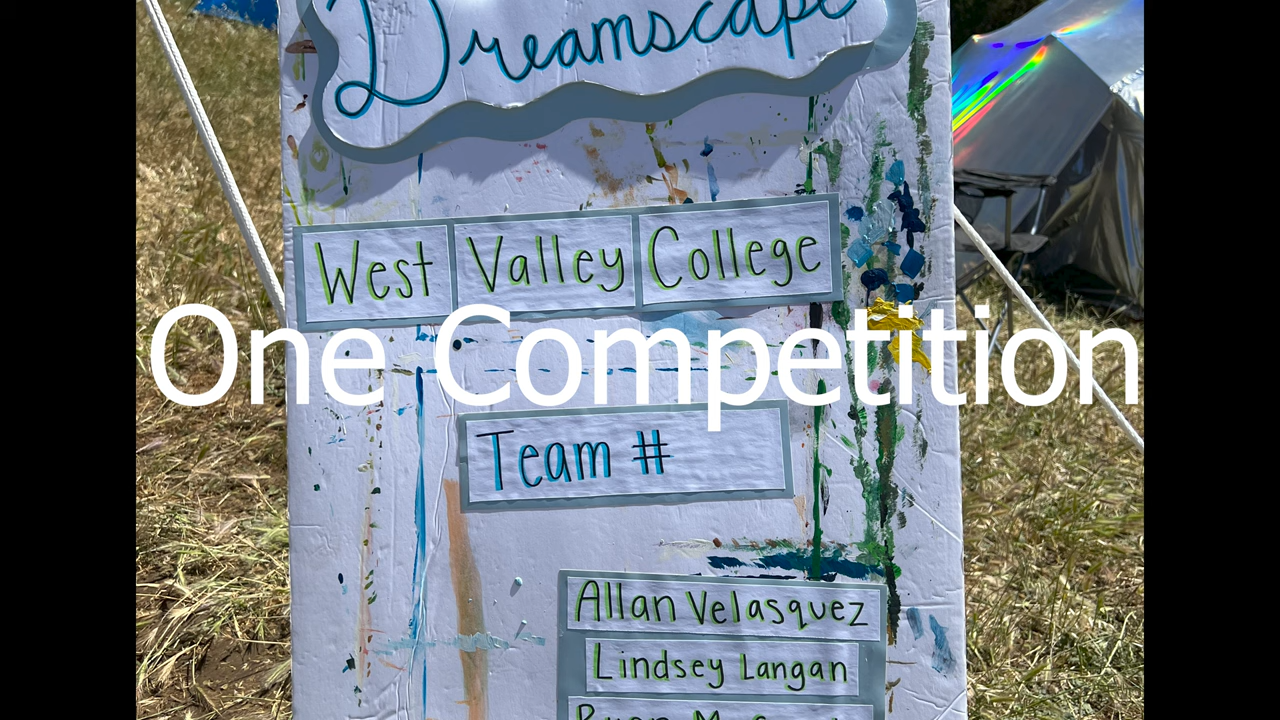 Dreamscape
West Valley College
One Competition
Team #
Allan Velasquez
Lindsey Langan